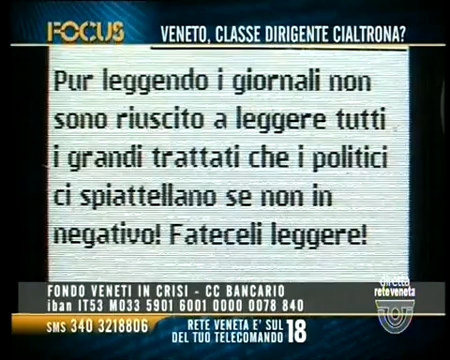 FOCUS
VENETO, CLASSE DIRIGENTE CIALTRONA?
Pur leggendo i giornali non
sono riuscito a leggere tutti
i grandi trattati che i politici
ci spiattellano se non in
negativo! Fateceli leggere!
diretta
reteveneta
FONDO VENETI IN CRISI - CC BANCARIO
iban IT53 M033 5901 6001 0000 0078 840
SMS 340 3218806
RETE VENETA E' SUL
DEL TUO TELECOMANDO 18